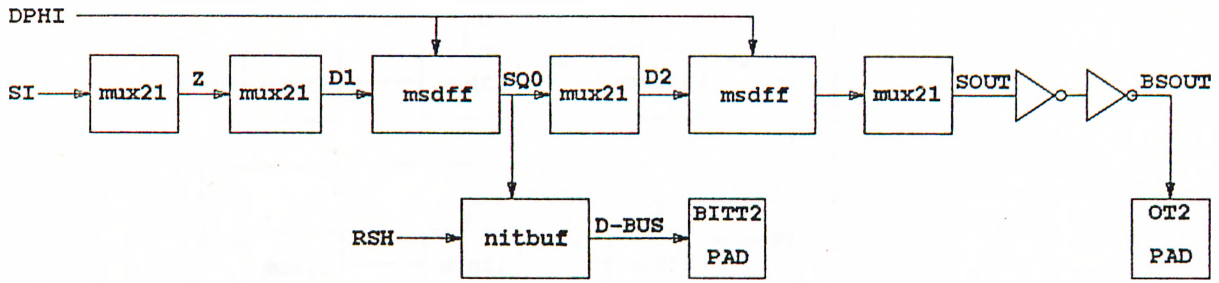 DPHI
SI mux21 Z mux21 D1 msdff SQ0 mux21 D2 msdff mux21 SOUT BSOUT
RSH nitbuf D-BUS BITT2 PAD OT2 PAD